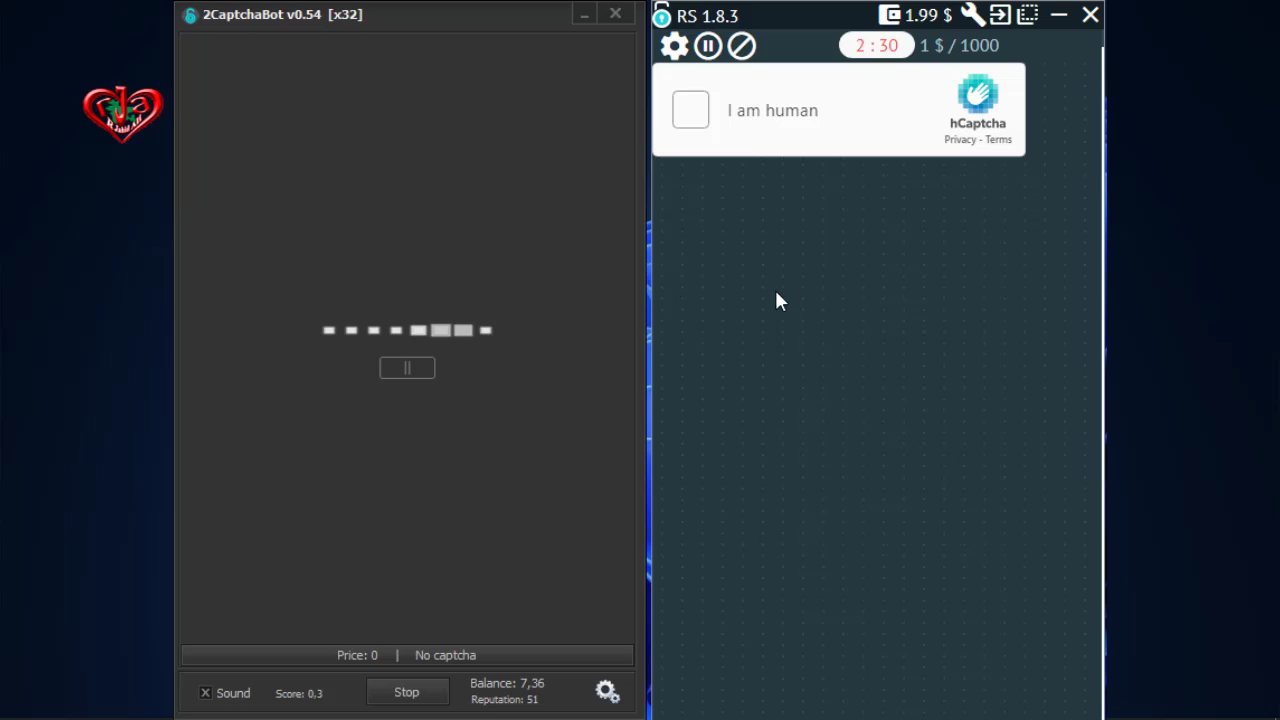 2CaptchaBot v0.54 [x32]
Price: 0 | No captcha
Sound
Score: 0,3
Stop
Balance: 7,36
Reputation: 51
RS 1.8.3
1.99 $
2 : 30
1 $ / 1000
I am human
hCaptcha
Privacy - Terms